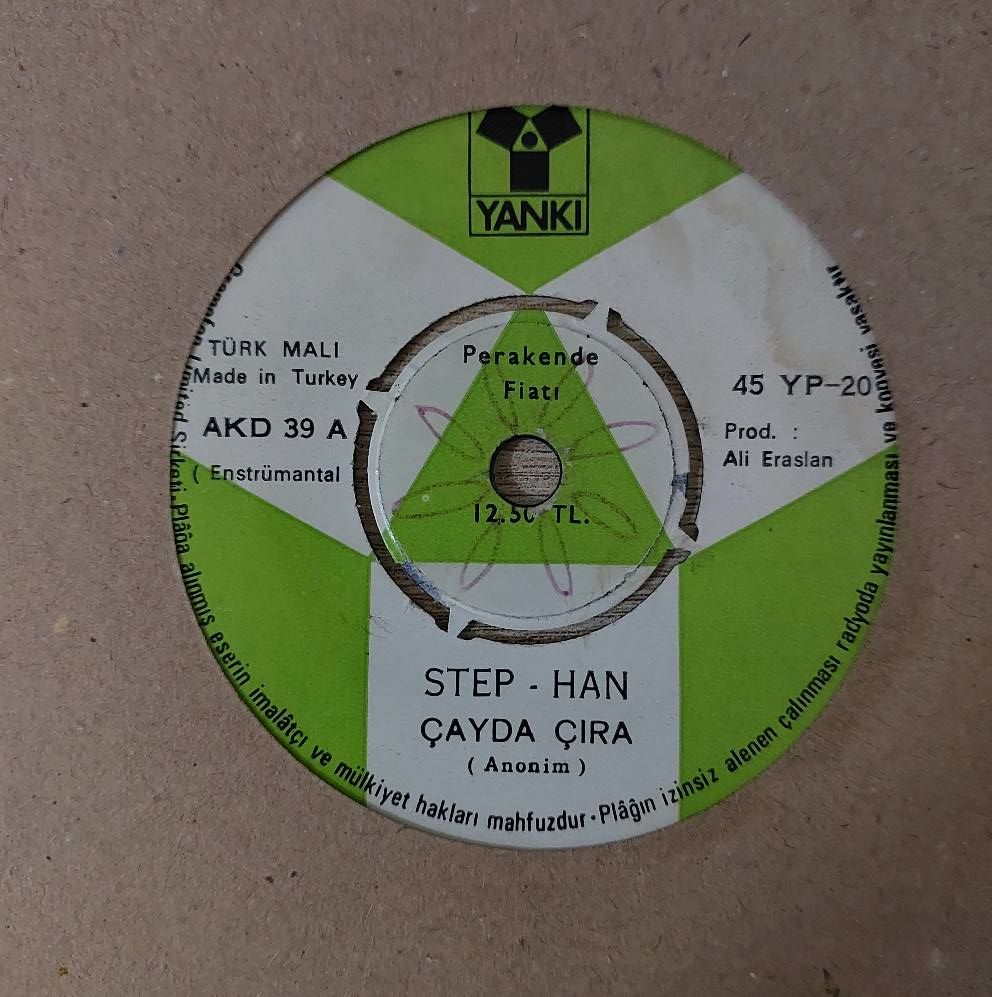 YANKI
TÜRK MALI
Made in Turkey
AKD 39 A
( Enstrümantal
Perakende
Fiatı
12.50 TL.
45 YP-20
Prod. :
Ali Eraslan
STEP - HAN
ÇAYDA ÇIRA
( Anonim )
Şirketi-Plâğa alınmış eserin imalâtçı ve mülkiyet hakları mahfuzdur·Plâğın izinsiz alenen çalınması radyoda yayınlanması ve kopyası yasaktır